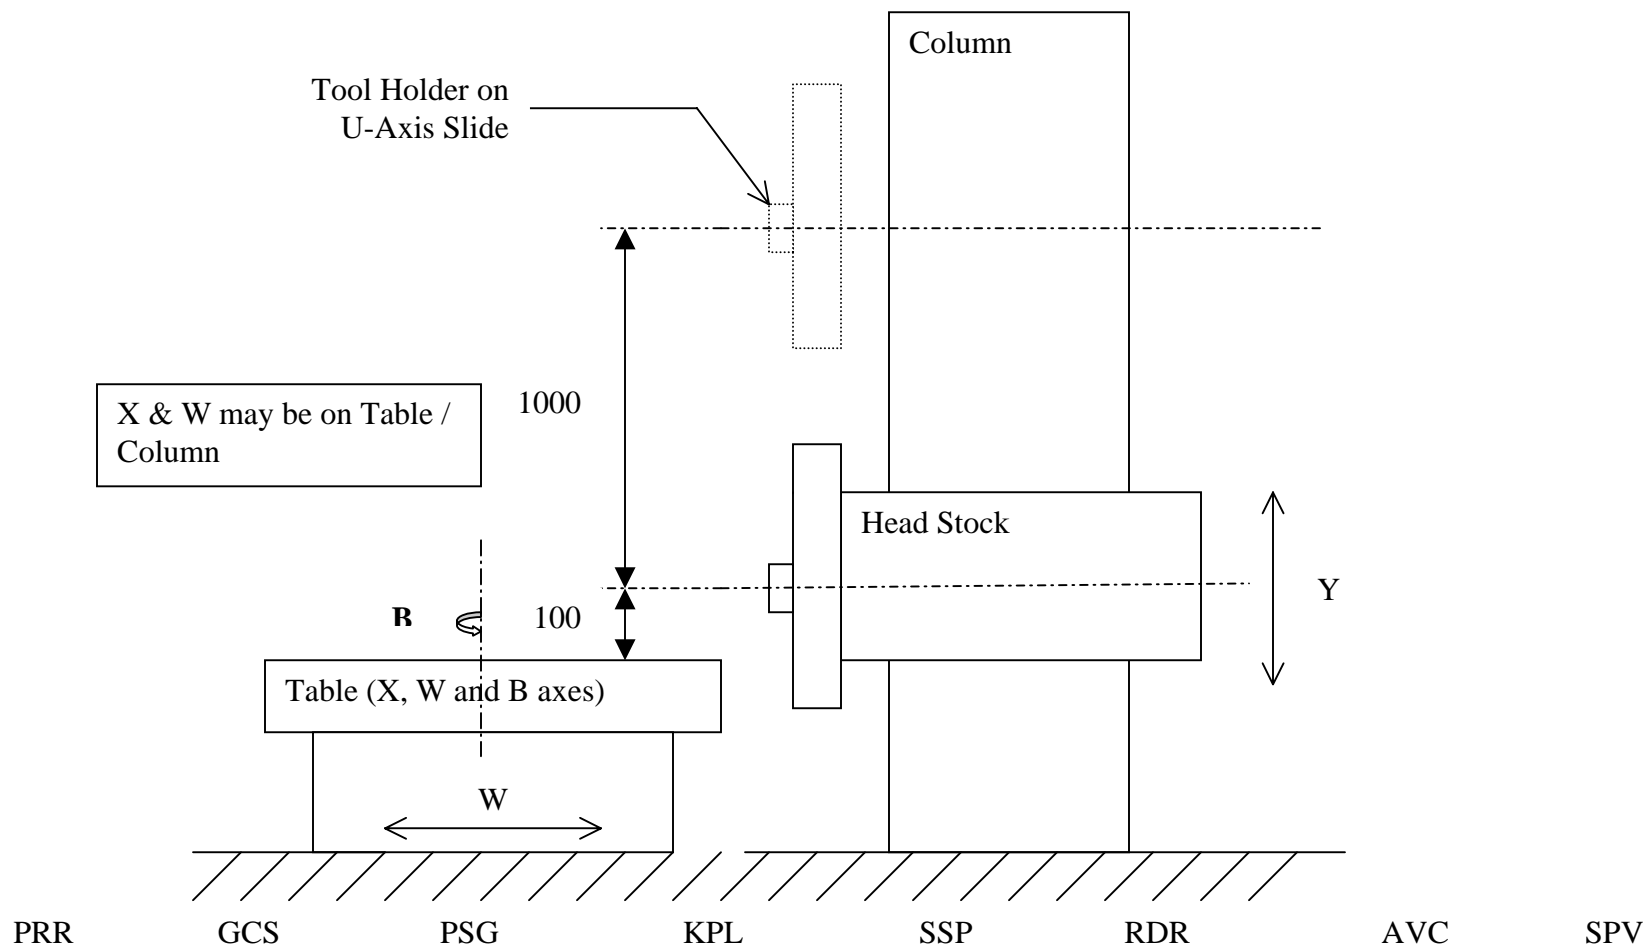 Column
Tool Holder on
U-Axis Slide
1000
X & W may be on Table /
Column
Head Stock
Y
B
100
Table (X, W and B axes)
W
PRR GCS PSG KPL SSP RDR AVC SPV